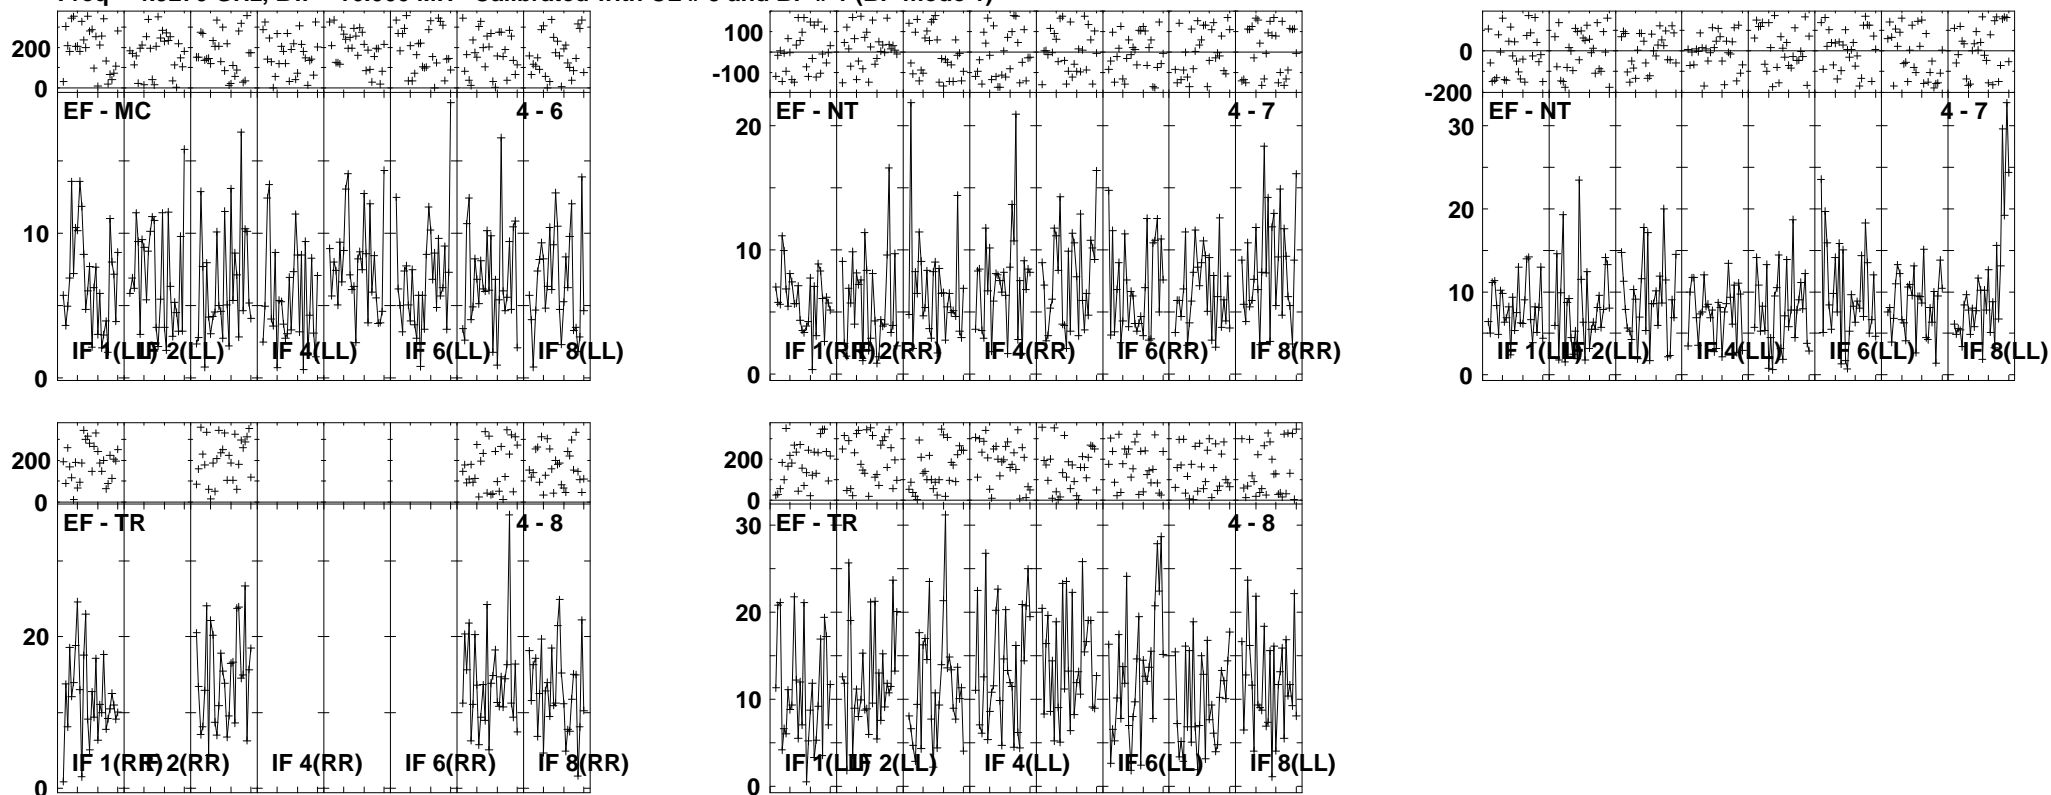 200
0
EF - MC 4 - 6
10
0
IF 1(LL) IF 2(LL) IF 4(LL) IF 6(LL) IF 8(LL)
100
-100
EF - NT 4 - 7
20
10
0
IF 1(RR) IF 2(RR) IF 4(RR) IF 6(RR) IF 8(RR)
0
-200
EF - NT 4 - 7
30
20
10
0
IF 1(LL) IF 2(LL) IF 4(LL) IF 6(LL) IF 8(LL)
200
0
EF - TR 4 - 8
20
0
IF 1(RR) IF 2(RR) IF 4(RR) IF 6(RR) IF 8(RR)
200
0
EF - TR 4 - 8
30
20
10
0
IF 1(LL) IF 2(LL) IF 4(LL) IF 6(LL) IF 8(LL)